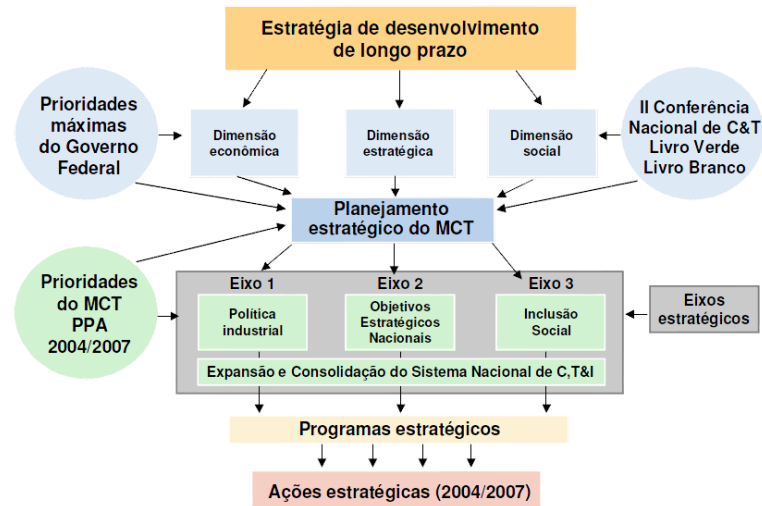 Estratégia de desenvolvimento
de longo prazo
Prioridades
máximas
do Governo
Federal
Dimensão
econômica
Dimensão
estratégica
Dimensão
social
II Conferência
Nacional de C&T
Livro Verde
Livro Branco
Planejamento
estratégico do MCT
Prioridades
do MCT
PPA
2004/2007
Eixo 1
Política
industrial
Eixo 2
Objetivos
Estratégicos
Nacionais
Eixo 3
Inclusão
Social
Eixos
estratégicos
Expansão e Consolidação do Sistema Nacional de C,T&I
Programas estratégicos
Ações estratégicas (2004/2007)